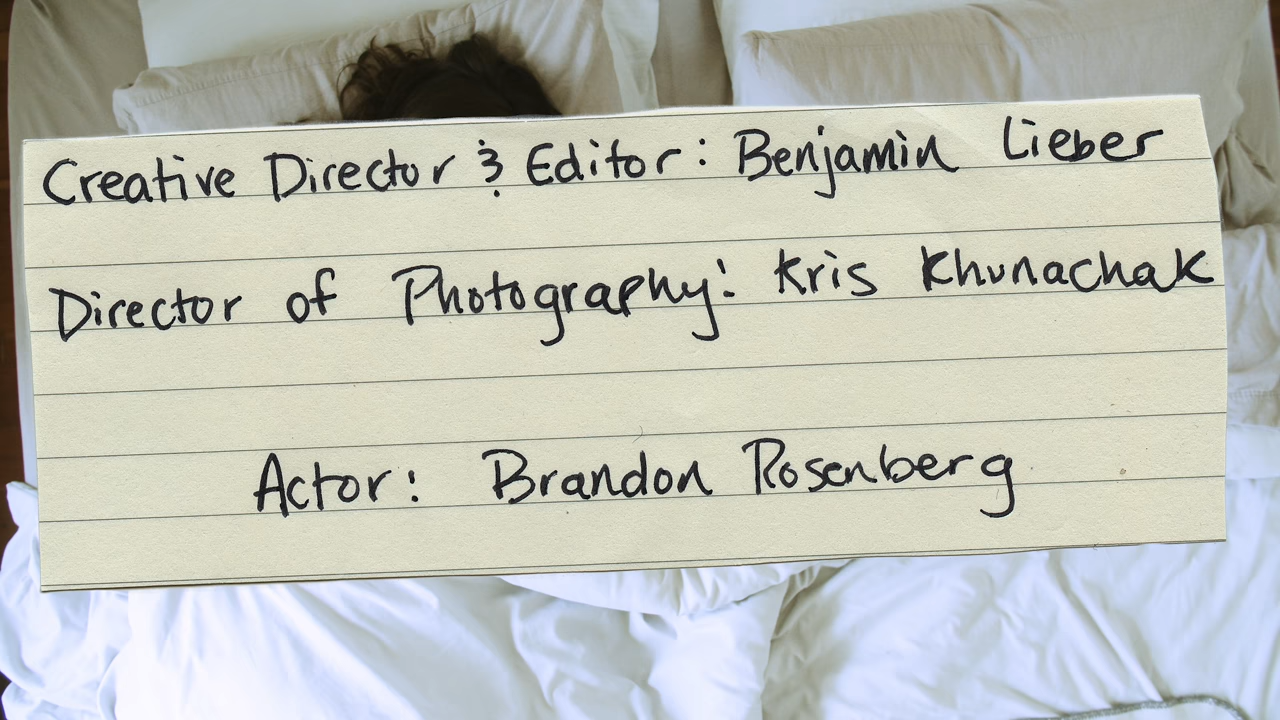 Creative Director & Editor: Benjamin Lieber
Director of Photography: Kris Khunachak
Actor: Brandon Rosenberg